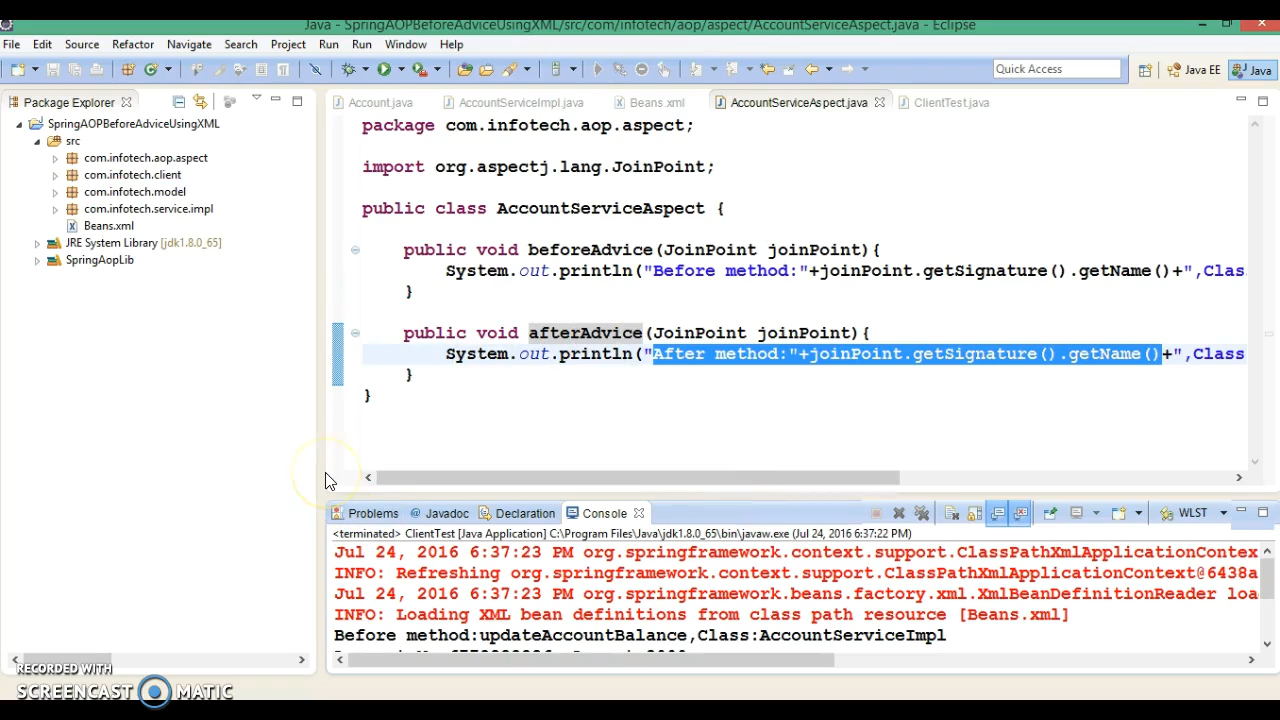 Java - SpringAOPBeforeAdviceUsingXML/src/com/infotech/aop/aspect/AccountServiceAspect.java - Eclipse
File Edit Source Refactor Navigate Search Project Run Run Window Help
Quick Access Java EE Java
Package Explorer
SpringAOPBeforeAdviceUsingXML
src
com.infotech.aop.aspect
com.infotech.client
com.infotech.model
com.infotech.service.impl
Beans.xml
JRE System Library [jdk1.8.0_65]
SpringAopLib
Account.java AccountServiceImpl.java Beans.xml AccountServiceAspect.java ClientTest.java
package com.infotech.aop.aspect;
import org.aspectj.lang.JoinPoint;
public class AccountServiceAspect {
public void beforeAdvice(JoinPoint joinPoint){
System.out.println("Before method:"+joinPoint.getSignature().getName()+",Class
}
public void afterAdvice(JoinPoint joinPoint){
System.out.println("After method:"+joinPoint.getSignature().getName()+",Class
}
}
Problems @ Javadoc Declaration Console WLST
<terminated> ClientTest [Java Application] C:\Program Files\Java\jdk1.8.0_65\bin\javaw.exe (Jul 24, 2016 6:37:22 PM)
Jul 24, 2016 6:37:23 PM org.springframework.context.support.ClassPathXmlApplicationContex
INFO: Refreshing org.springframework.context.support.ClassPathXmlApplicationContext@6438a
Jul 24, 2016 6:37:23 PM org.springframework.beans.factory.xml.XmlBeanDefinitionReader loa
INFO: Loading XML bean definitions from class path resource [Beans.xml]
Before method:updateAccountBalance,Class:AccountServiceImpl
RECORDED WITH
SCREENCAST MATIC